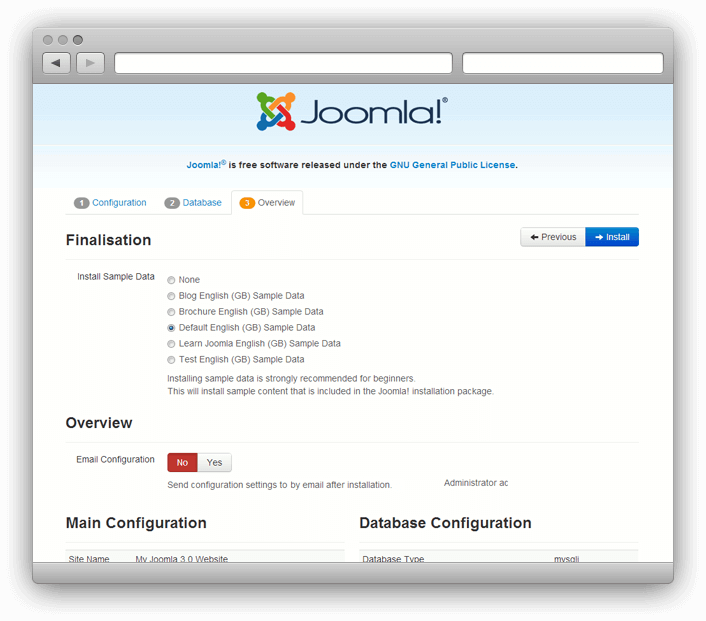 Joomla!®
Joomla!® is free software released under the GNU General Public License.
1 Configuration 2 Database 3 Overview
Finalisation
Previous Install
Install Sample Data
None
Blog English (GB) Sample Data
Brochure English (GB) Sample Data
Default English (GB) Sample Data
Learn Joomla English (GB) Sample Data
Test English (GB) Sample Data
Installing sample data is strongly recommended for beginners.
This will install sample content that is included in the Joomla! installation package.
Overview
Email Configuration No Yes
Send configuration settings to by email after installation. Administrator ac
Main Configuration Database Configuration
Site Name My Joomla 3.0 Website Database Type mysqli